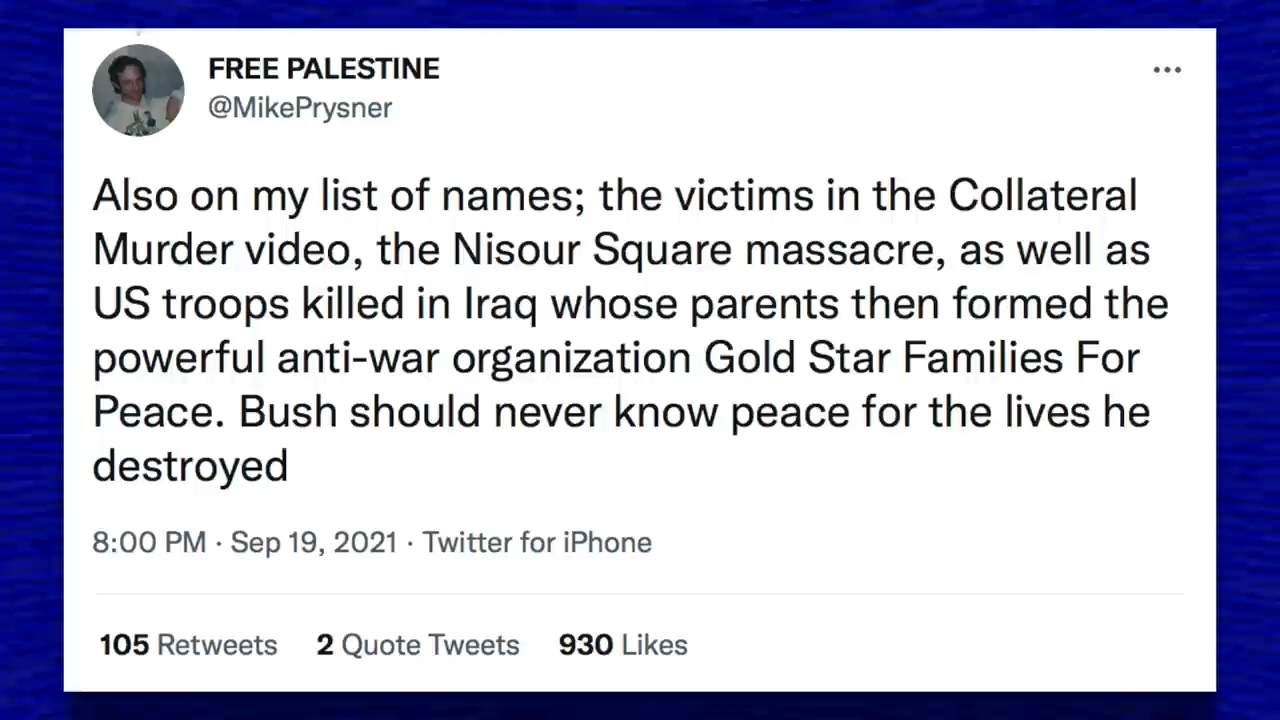 FREE PALESTINE
@MikePrysner
Also on my list of names; the victims in the Collateral
Murder video, the Nisour Square massacre, as well as
US troops killed in Iraq whose parents then formed the
powerful anti-war organization Gold Star Families For
Peace. Bush should never know peace for the lives he
destroyed
8:00 PM · Sep 19, 2021 · Twitter for iPhone
105 Retweets 2 Quote Tweets 930 Likes